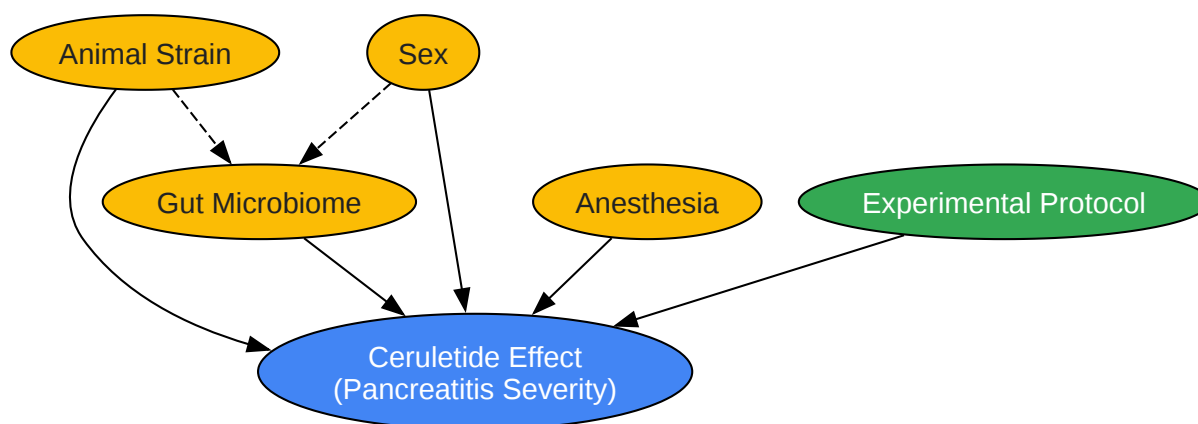 Animal Strain
Sex
Gut Microbiome
Anesthesia
Experimental Protocol
Ceruletide Effect
(Pancreatitis Severity)